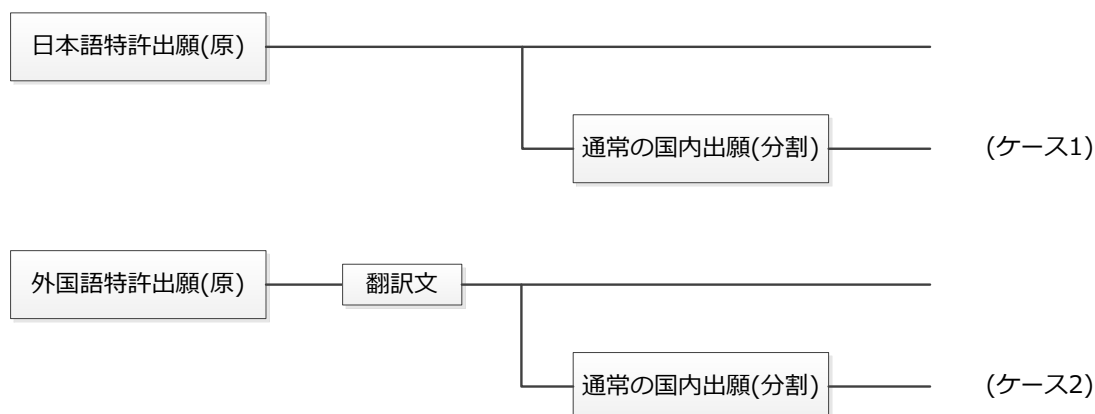 日本語特許出願(原)
通常の国内出願(分割)
(ケース1)
外国語特許出願(原)
翻訳文
通常の国内出願(分割)
(ケース2)